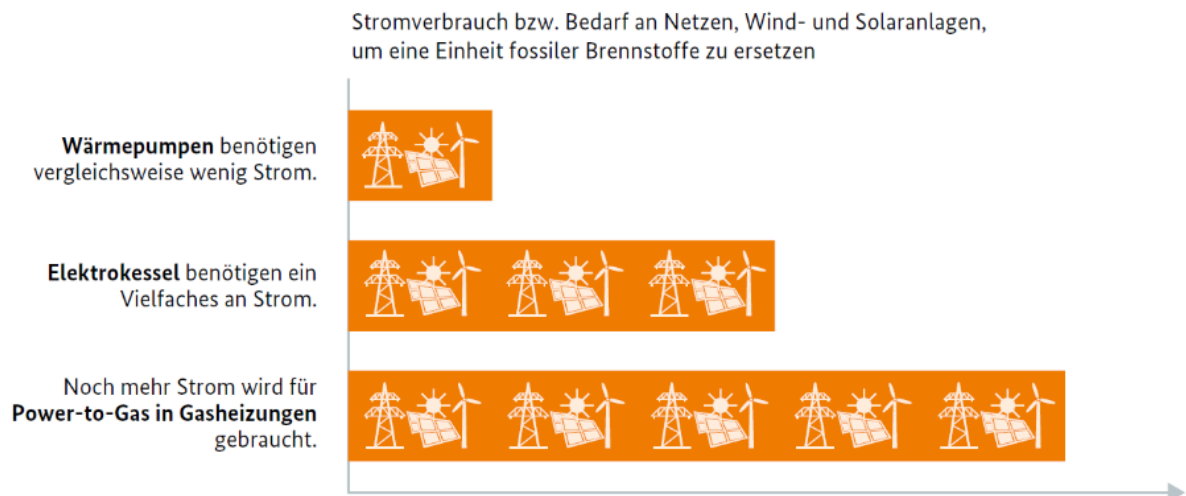 Stromverbrauch bzw. Bedarf an Netzen, Wind- und Solaranlagen,
um eine Einheit fossiler Brennstoffe zu ersetzen
Wärmepumpen benötigen
vergleichsweise wenig Strom.
Elektrokessel benötigen ein
Vielfaches an Strom.
Noch mehr Strom wird für
Power-to-Gas in Gasheizungen
gebraucht.